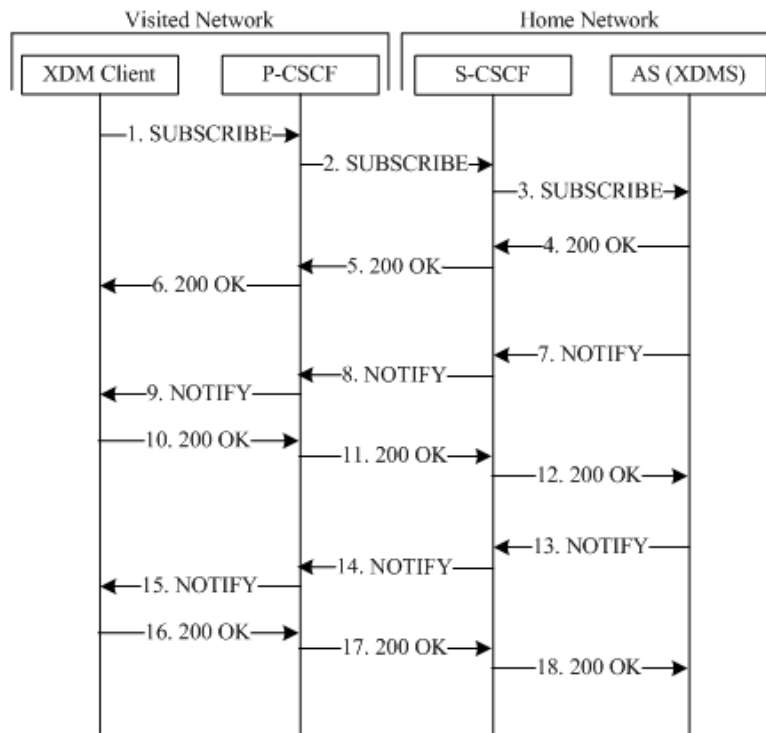 Visited Network
Home Network
XDM Client
P-CSCF
S-CSCF
AS (XDMS)
1. SUBSCRIBE
2. SUBSCRIBE
3. SUBSCRIBE
4. 200 OK
5. 200 OK
6. 200 OK
7. NOTIFY
8. NOTIFY
9. NOTIFY
10. 200 OK
11. 200 OK
12. 200 OK
13. NOTIFY
14. NOTIFY
15. NOTIFY
16. 200 OK
17. 200 OK
18. 200 OK